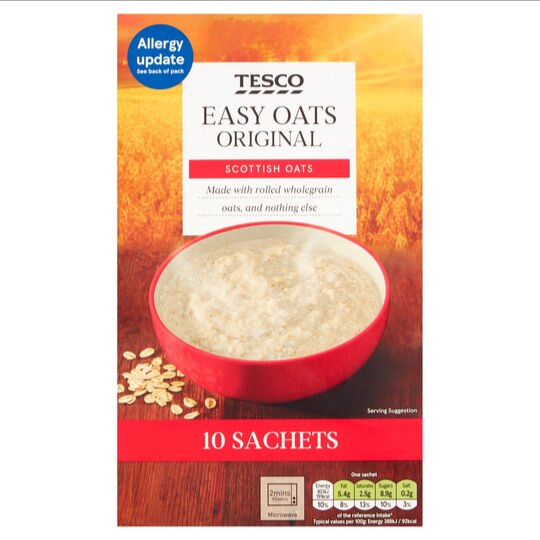 Allergy
update
See back of pack
TESCO
EASY OATS
ORIGINAL
SCOTTISH OATS
Made with rolled wholegrain
oats, and nothing else
Serving Suggestion
10 SACHETS
One sachet
2mins
Microwave
Energy
Fat
5.4g
8%
Saturates
2.5g
13%
Sugars
8.9g
10%
Salt
0.2g
3%
10%
of the reference intake*
Typical values per 100g: Energy 388kJ / 92kcal